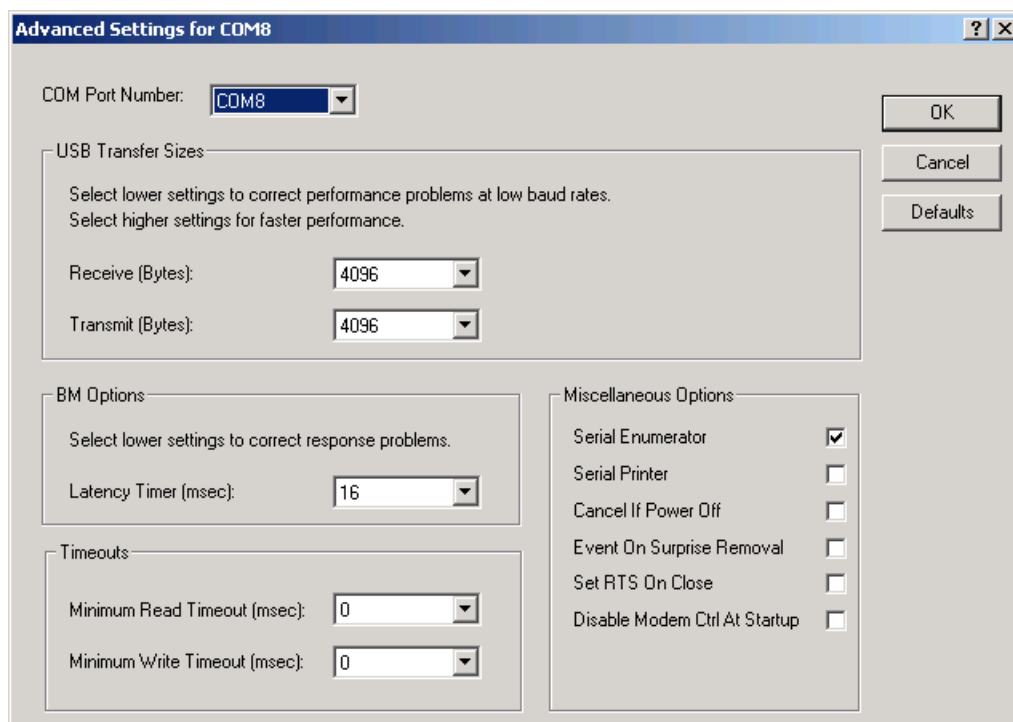 Advanced Settings for COM8
COM Port Number: COM8
OK
Cancel
Defaults
USB Transfer Sizes
Select lower settings to correct performance problems at low baud rates.
Select higher settings for faster performance.
Receive (Bytes): 4096
Transmit (Bytes): 4096
BM Options
Select lower settings to correct response problems.
Latency Timer (msec): 16
Timeouts
Minimum Read Timeout (msec): 0
Minimum Write Timeout (msec): 0
Miscellaneous Options
Serial Enumerator
Serial Printer
Cancel If Power Off
Event On Surprise Removal
Set RTS On Close
Disable Modem Ctrl At Startup